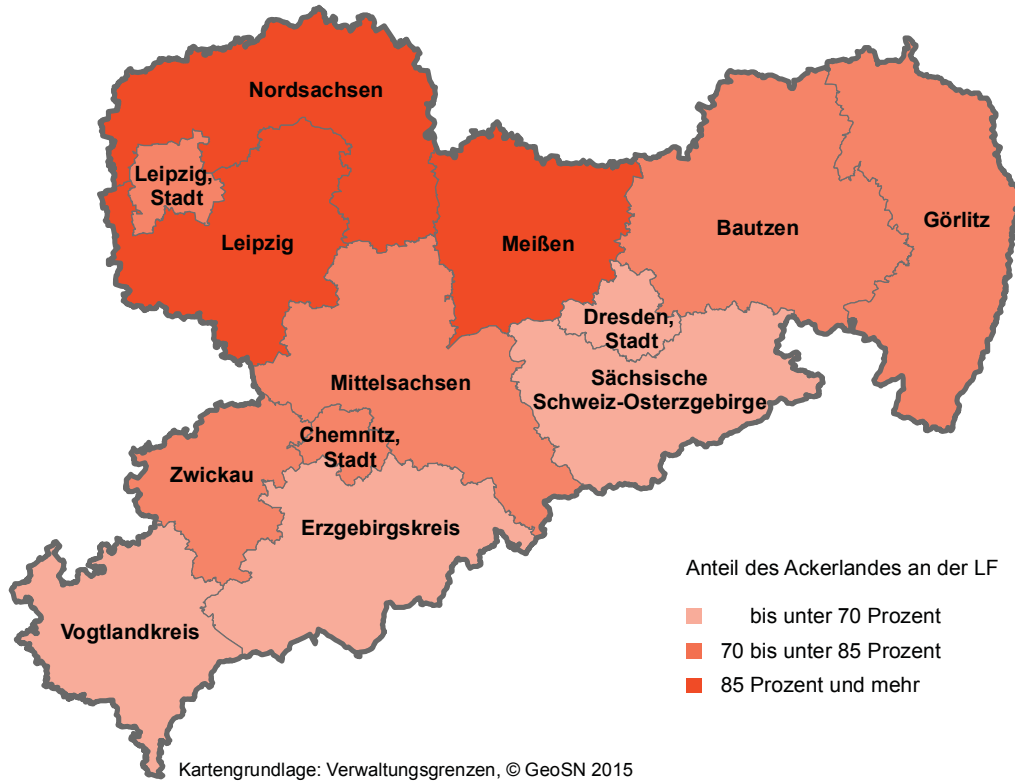 Nordsachsen
Leipzig,
Stadt
Leipzig
Meißen
Bautzen
Görlitz
Dresden,
Stadt
Sächsische
Schweiz-Osterzgebirge
Mittelsachsen
Chemnitz,
Stadt
Zwickau
Erzgebirgskreis
Vogtlandkreis
Anteil des Ackerlandes an der LF
bis unter 70 Prozent
70 bis unter 85 Prozent
85 Prozent und mehr
Kartengrundlage: Verwaltungsgrenzen, © GeoSN 2015